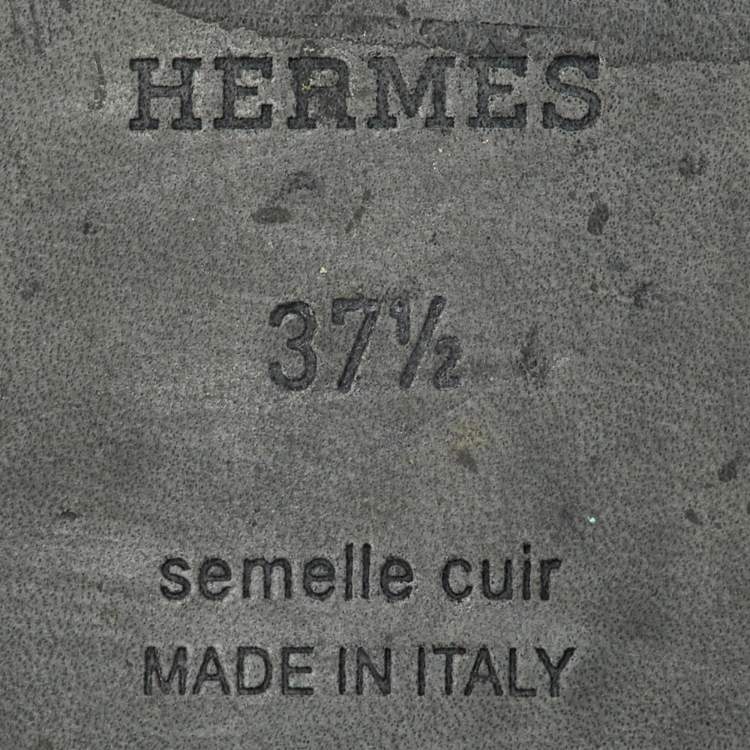 HERMES
37½
semelle cuir
MADE IN ITALY